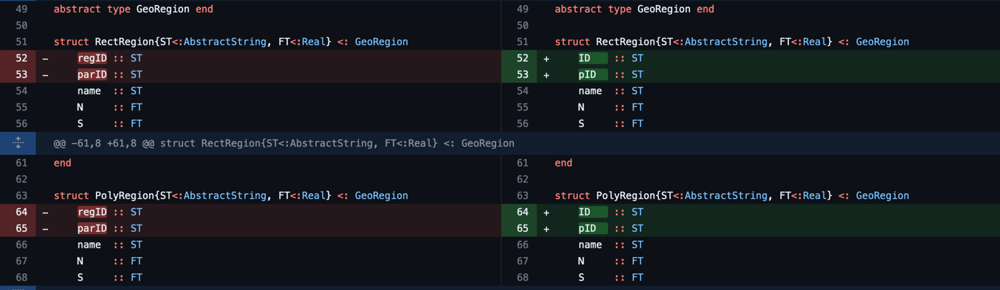 49 abstract type GeoRegion end
50
51 struct RectRegion{ST<:AbstractString, FT<:Real} <: GeoRegion
52 - regID :: ST
53 - parID :: ST
54 name :: ST
55 N :: FT
56 S :: FT
49 abstract type GeoRegion end
50
51 struct RectRegion{ST<:AbstractString, FT<:Real} <: GeoRegion
52 + ID :: ST
53 + pID :: ST
54 name :: ST
55 N :: FT
56 S :: FT
@@ -61,8 +61,8 @@ struct RectRegion{ST<:AbstractString, FT<:Real} <: GeoRegion
61 end
62
63 struct PolyRegion{ST<:AbstractString, FT<:Real} <: GeoRegion
64 - regID :: ST
65 - parID :: ST
66 name :: ST
67 N :: FT
68 S :: FT
61 end
62
63 struct PolyRegion{ST<:AbstractString, FT<:Real} <: GeoRegion
64 + ID :: ST
65 + pID :: ST
66 name :: ST
67 N :: FT
68 S :: FT